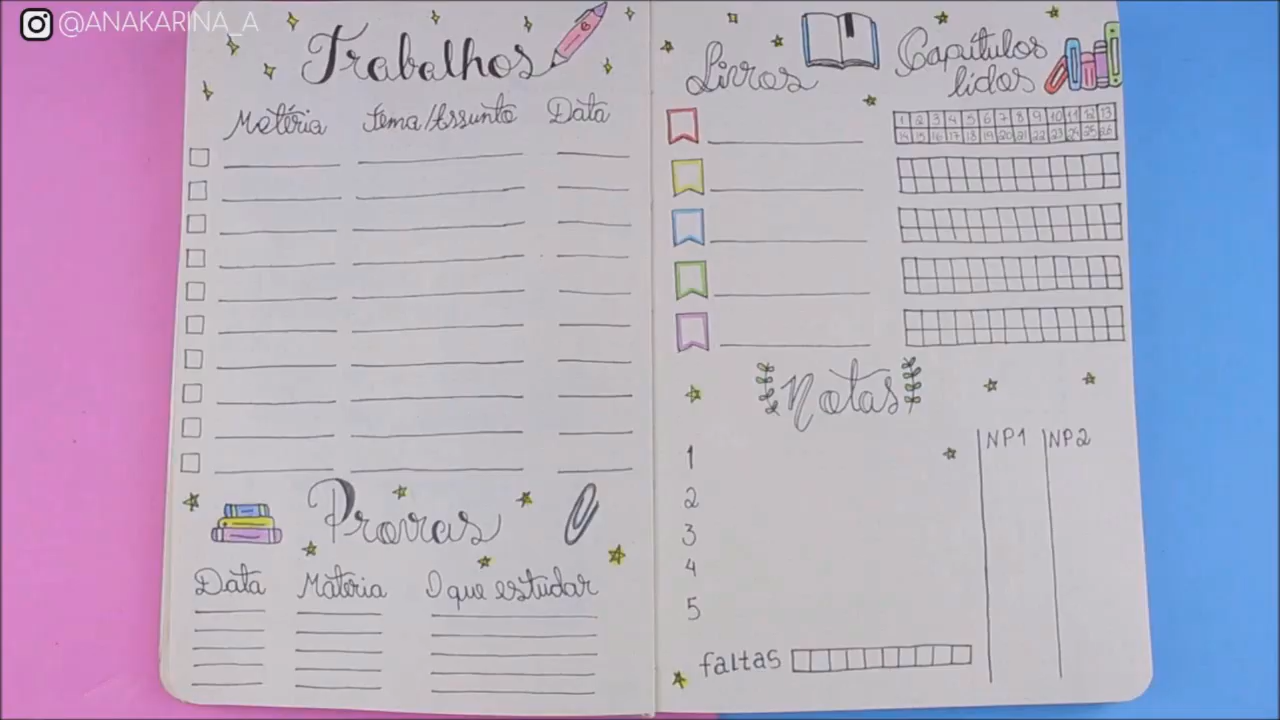 @ANAKARINA_A
Trabalhos
Matéria Tema/Assunto Data
Provas
Data Matéria O que estudar
Livros Capítulos lidos
1 2 3 4 5 6 7 8 9 10 11 12 13
14 15 16 17 18 19 20 21 22 23 24 25 26
Notas
NP1 NP2
1
2
3
4
5
faltas